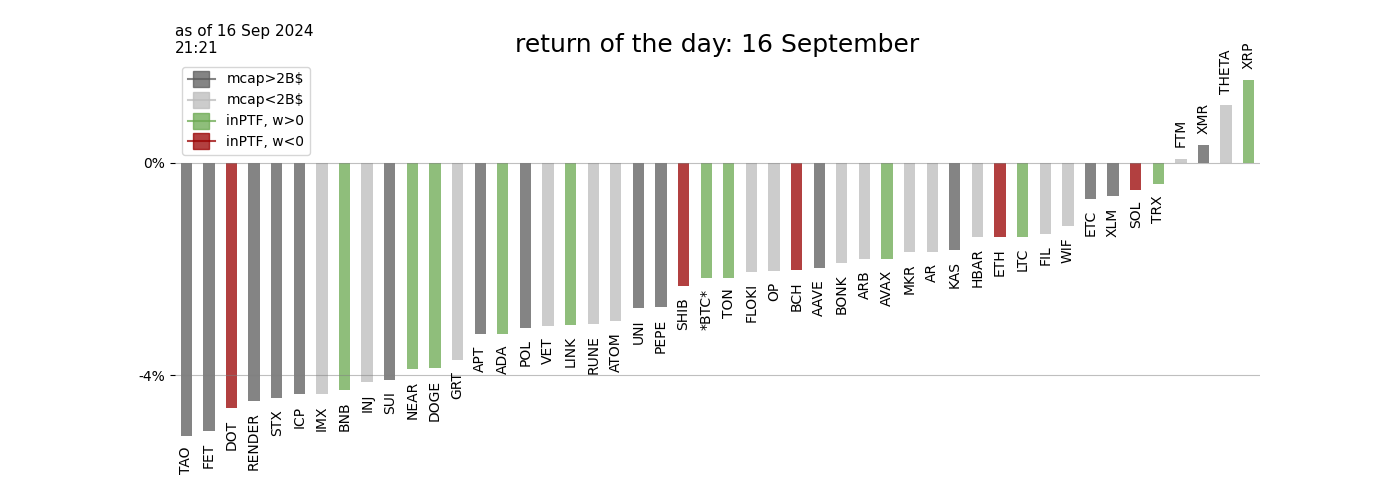 as of 16 Sep 2024
21:21
return of the day: 16 September
mcap>2B$
mcap<2B$
inPTF, w>0
inPTF, w<0
0%
-4%
TAO
FET
DOT
RENDER
STX
ICP
IMX
BNB
INJ
SUI
NEAR
DOGE
GRT
APT
ADA
POL
VET
LINK
RUNE
ATOM
UNI
PEPE
SHIB
*BTC*
TON
FLOKI
OP
BCH
AAVE
BONK
ARB
AVAX
MKR
AR
KAS
HBAR
ETH
LTC
FIL
WIF
ETC
XLM
SOL
TRX
FTM
XMR
THETA
XRP